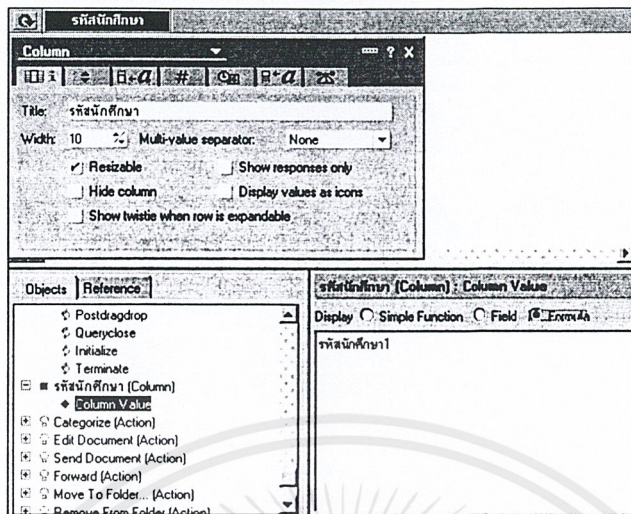 รหัสนักศึกษา
Column
Title: รหัสนักศึกษา
Width: 10 Multi-value separator: None
Resizable Show responses only
Hide column Display values as icons
Show twistie when row is expandable
Objects Reference
Postdragdrop
Queryclose
Initialize
Terminate
รหัสนักศึกษา (Column)
Column Value
Categorize (Action)
Edit Document (Action)
Send Document (Action)
Forward (Action)
Move To Folder... (Action)
Remove From Folder (Action)
รหัสนักศึกษา (Column) : Column Value
Display Simple Function Field Formula
รหัสนักศึกษา1